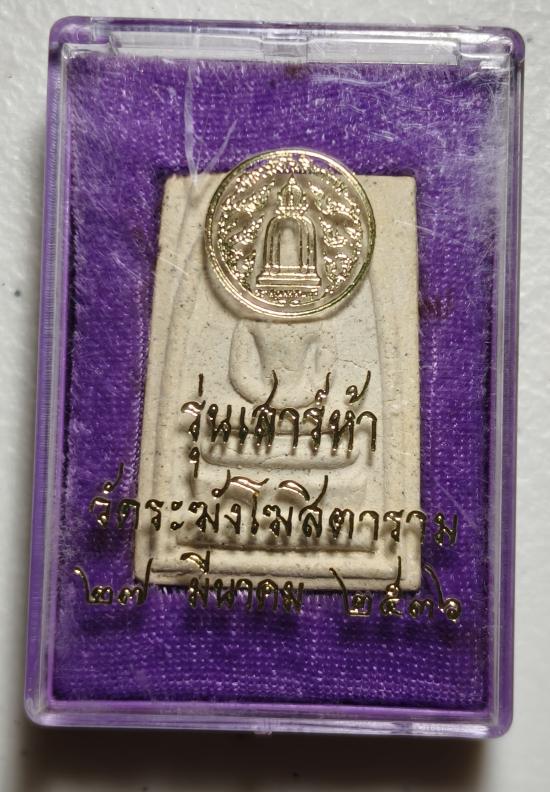 รุ่นเสาร์ห้า
วัดระฆังโฆสิตาราม
๒๗ มีนาคม ๒๕๓๖